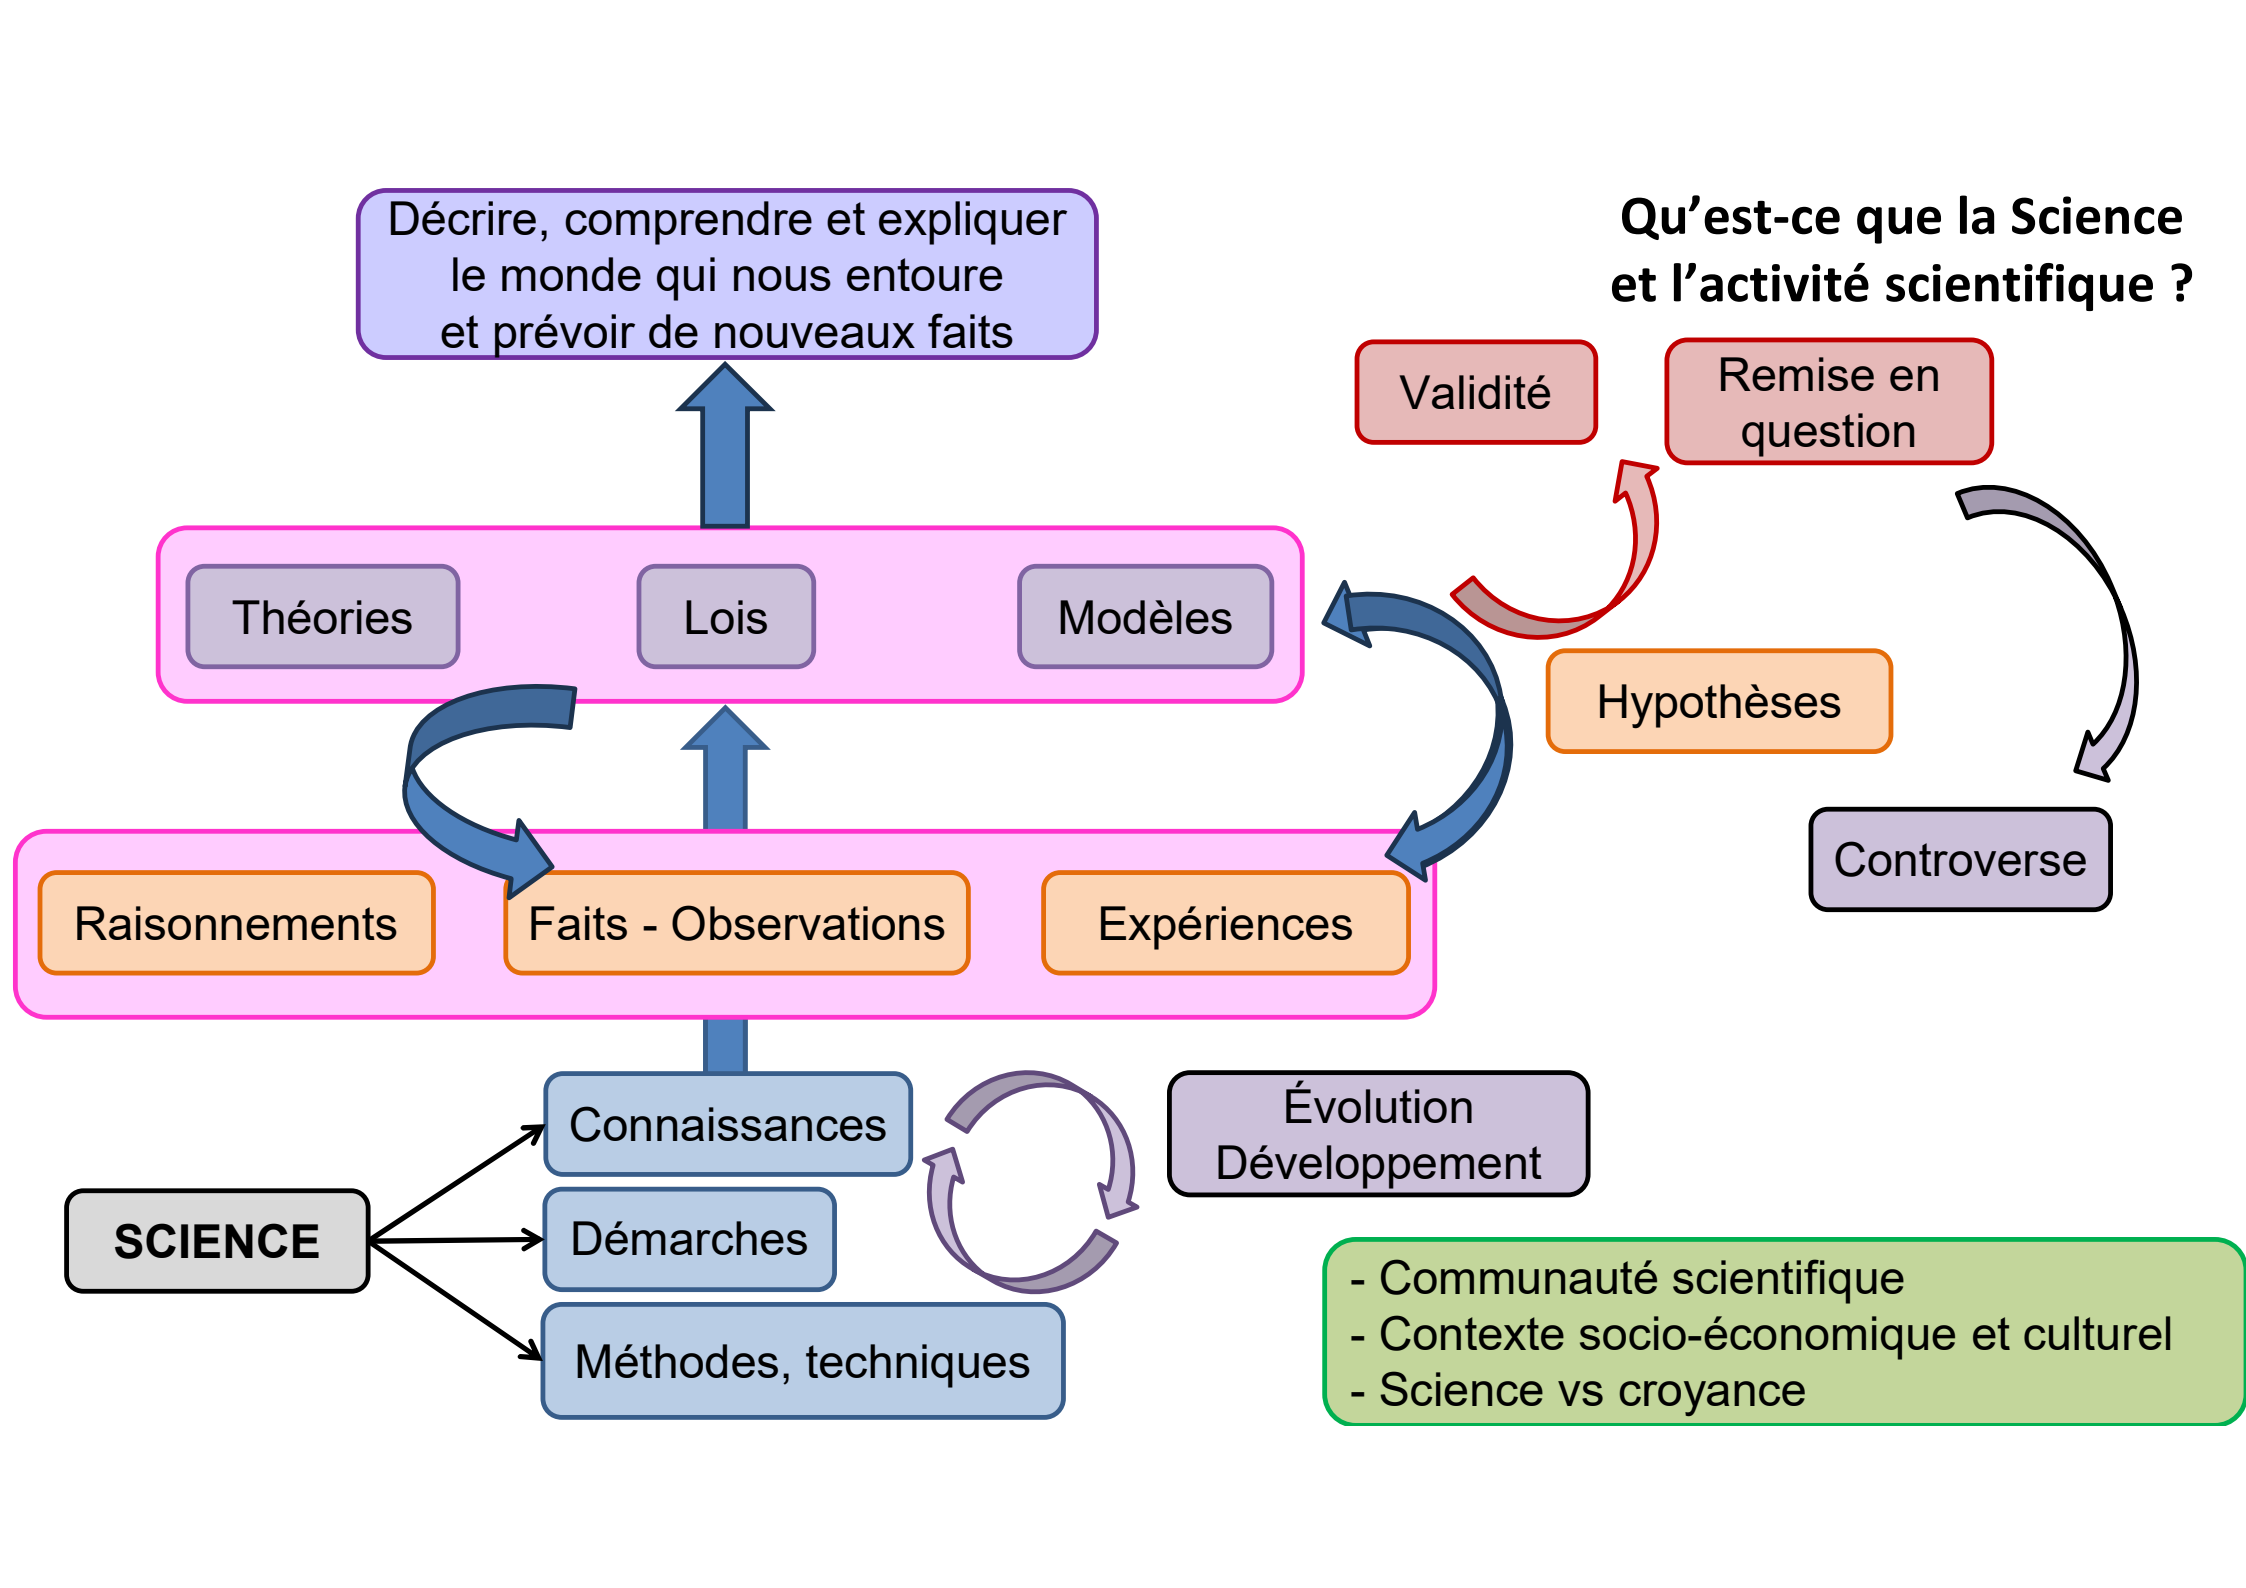 Qu’est-ce que la Science
et l’activité scientifique ?
Décrire, comprendre et expliquer
le monde qui nous entoure
et prévoir de nouveaux faits
Validité
Remise en
question
Théories
Lois
Modèles
Hypothèses
Controverse
Raisonnements
Faits - Observations
Expériences
Connaissances
Évolution
Développement
SCIENCE
Démarches
Méthodes, techniques
- Communauté scientifique
- Contexte socio-économique et culturel
- Science vs croyance